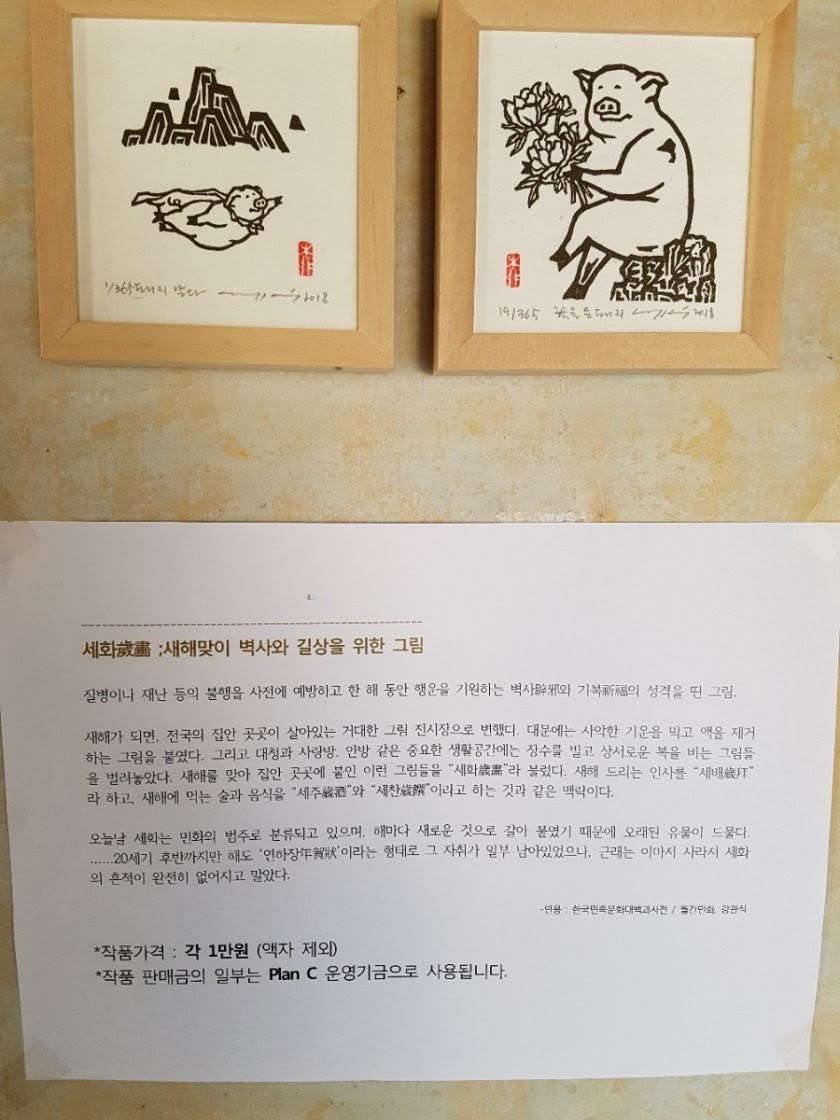 1/365 돼지 난다 2018
19/365 꽃을 든 돼지 2018
세화歲畫 ;새해맞이 벽사와 길상을 위한 그림
질병이나 재난 등의 불행을 사전에 예방하고 한 해 동안 행운을 기원하는 벽사辟邪와 기복祈福의 성격을 띤 그림.
새해가 되면, 전국의 집안 곳곳이 살아있는 거대한 그림 전시장으로 변했다. 대문에는 사악한 기운을 막고 액을 제거
하는 그림을 붙였다. 그리고 대청과 사랑방, 안방 같은 중요한 생활공간에는 장수를 빌고 상서로운 복을 비는 그림들
을 벌려놓았다. 새해를 맞아 집안 곳곳에 붙인 이런 그림들을 “세화歲畫”라 불렀다. 새해 드리는 인사를 “세배歲拜”
라 하고, 새해에 먹는 술과 음식을 “세주歲酒”와 “세찬歲饌”이라고 하는 것과 같은 맥락이다.
오늘날 세화는 민화의 범주로 분류되고 있으며, 해마다 새로운 것으로 갈아 붙였기 때문에 오래된 유물이 드물다.
……20세기 후반까지만 해도 ‘연하장年賀狀’이라는 형태로 그 자취가 일부 남아있었으나, 근래는 이마저 사라져 세화
의 흔적이 완전히 없어지고 말았다.
-인용 : 한국민족문화대백과사전 / 월간민화, 강관식
*작품가격 : 각 1만원 (액자 제외)
*작품 판매금의 일부는 Plan C 운영기금으로 사용됩니다.